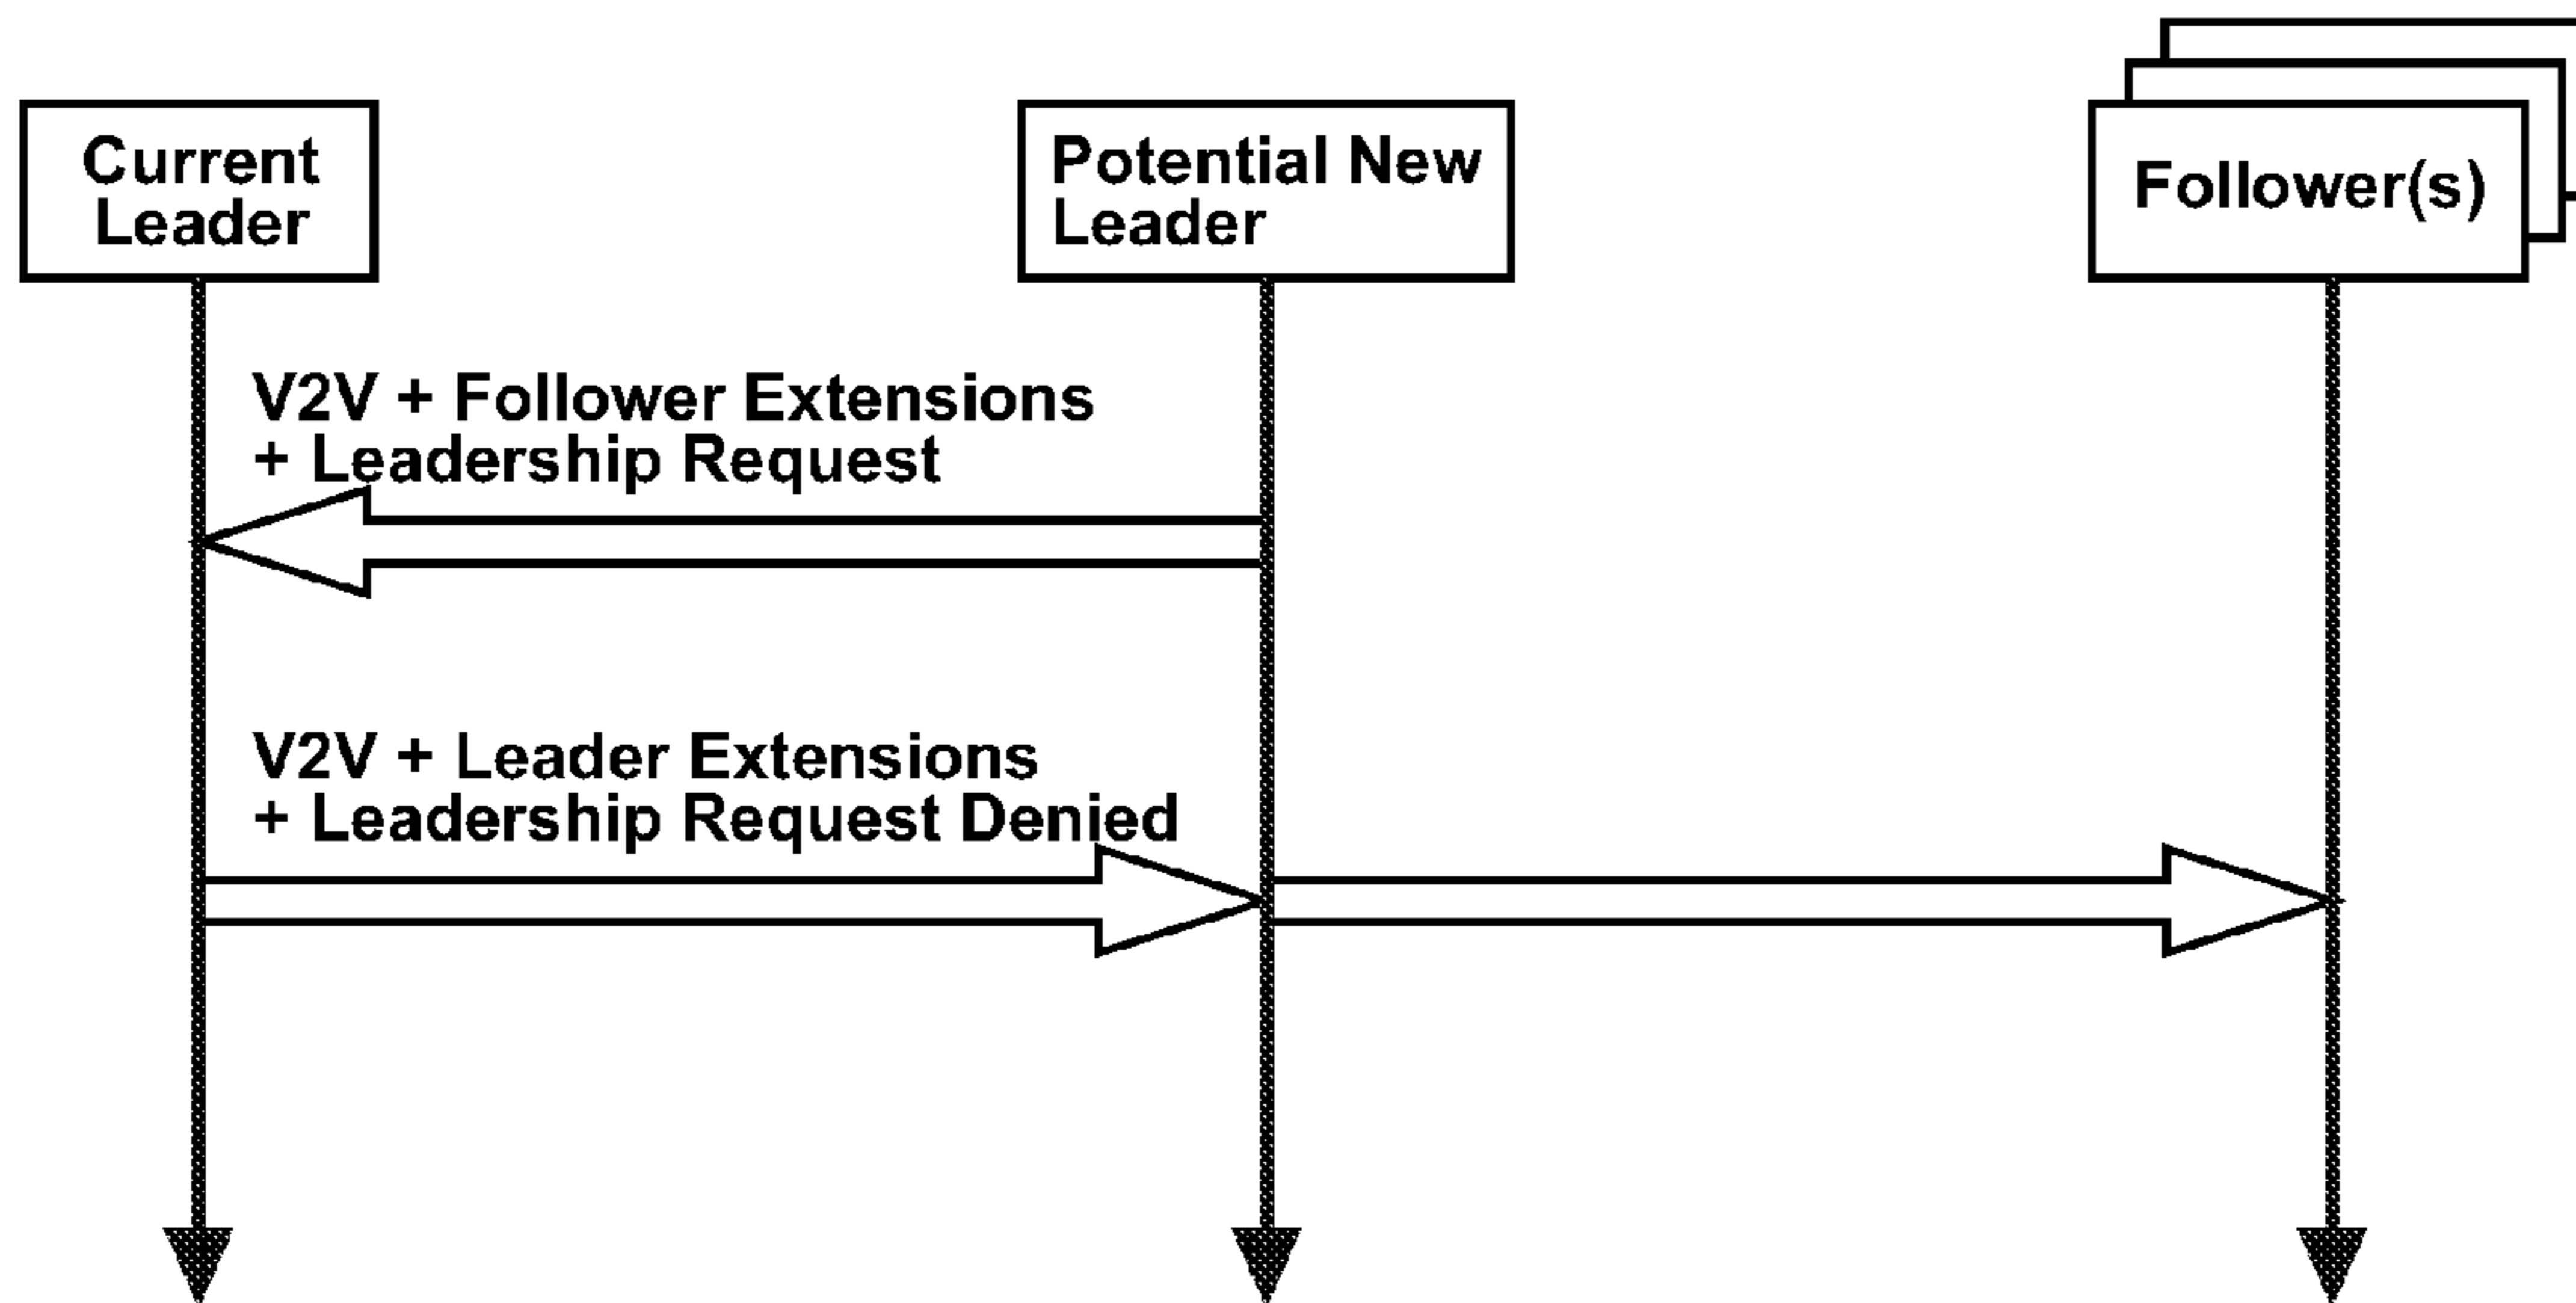 Current
Leader
Potential New
Leader
Follower(s)
V2V + Follower Extensions
+ Leadership Request
V2V + Leader Extensions
+ Leadership Request Denied